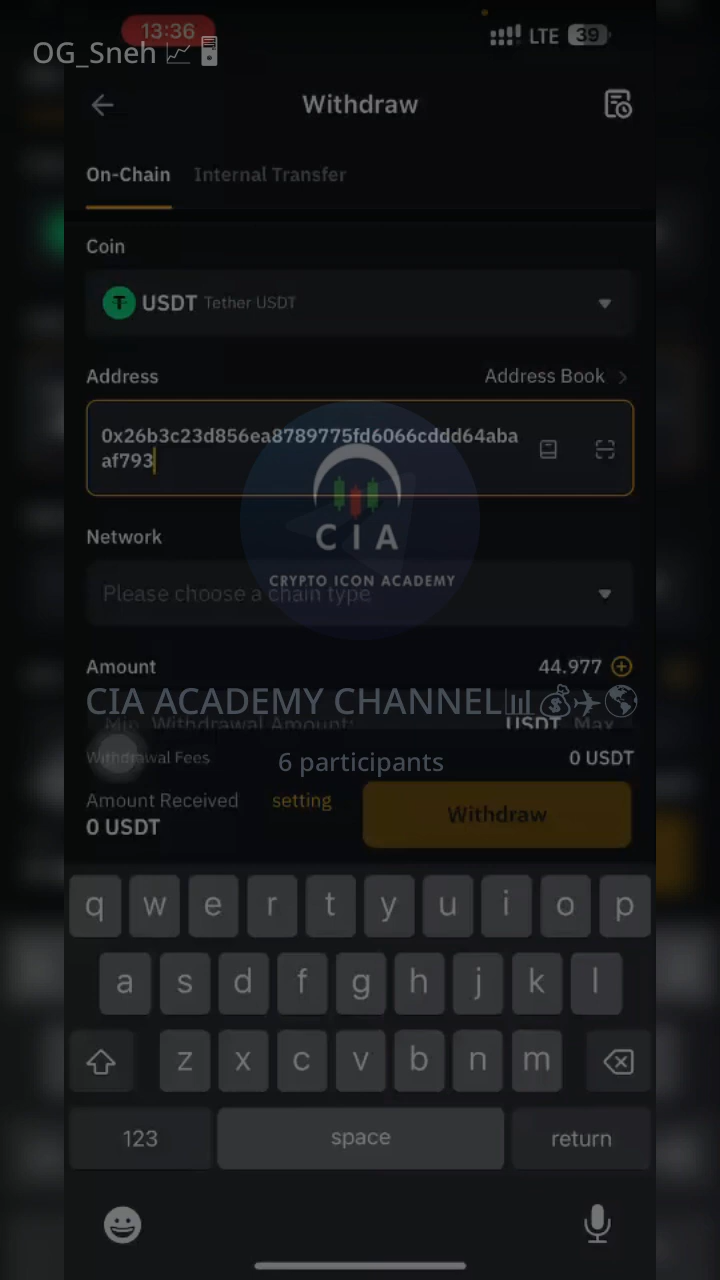 13:36
LTE 39
OG_Sneh
Withdraw
On-Chain Internal Transfer
Coin
USDT Tether USDT
Address Address Book
0x26b3c23d856ea8789775fd6066cddd64aba
af793
CIA
CRYPTO ICON ACADEMY
Network
Please choose a chain type
Amount 44.977
CIA ACADEMY CHANNEL
Min. Withdrawal Amount: USDT Max
Withdrawal Fees 0 USDT
6 participants
Amount Received setting
0 USDT
Withdraw
q w e r t y u i o p
a s d f g h j k l
z x c v b n m
123 space return